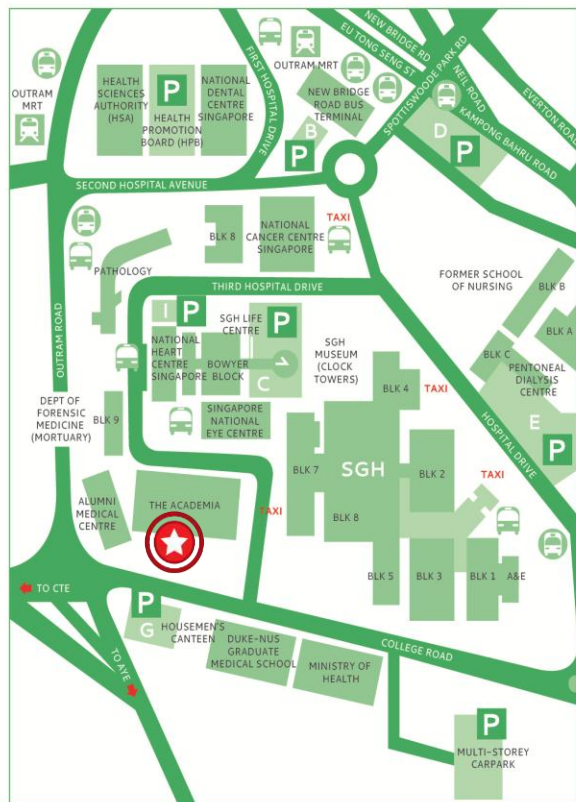 NEW BRIDGE RD
EU TONG SENG ST
NEIL ROAD
SPOTTISWOODE PARK RD
EVERTON ROAD
KAMPONG BAHRU ROAD
FIRST HOSPITAL DRIVE
OUTRAM MRT
OUTRAM MRT
HEALTH
SCIENCES
AUTHORITY
(HSA)
P
HEALTH
PROMOTION
BOARD (HPB)
NATIONAL
DENTAL CENTRE
SINGAPORE
NEW BRIDGE
ROAD BUS
TERMINAL
B
P
D
P
SECOND HOSPITAL AVENUE
BLK 8
NATIONAL
CANCER CENTRE
SINGAPORE
TAXI
PATHOLOGY
OUTRAM ROAD
THIRD HOSPITAL DRIVE
FORMER SCHOOL
OF NURSING
BLK B
BLK A
BLK C
PENTONEAL
DIALYSIS
CENTRE
E
P
I
P
SGH LIFE
CENTRE
P
NATIONAL
HEART
CENTRE
SINGAPORE
BOWYER
BLOCK
C
SGH
MUSEUM
(CLOCK
TOWERS)
BLK 4
TAXI
HOSPITAL DRIVE
DEPT OF
FORENSIC
MEDICINE
(MORTUARY)
BLK 9
SINGAPORE
NATIONAL
EYE CENTRE
BLK 7
SGH
BLK 2
TAXI
ALUMNI
MEDICAL
CENTRE
THE ACADEMIA
TAXI
BLK 8
BLK 5
BLK 3
BLK 1
A&E
TO CTE
TO AYE
P
G
HOUSEMEN'S
CANTEEN
DUKE-NUS
GRADUATE
MEDICAL SCHOOL
MINISTRY OF
HEALTH
COLLEGE ROAD
P
MULTI-STOREY
CARPARK